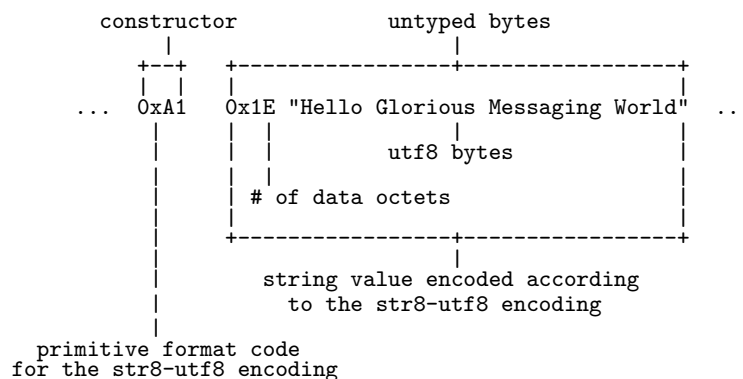 constructor untyped bytes
... 0xA1 0x1E "Hello Glorious Messaging World" ..
utf8 bytes
# of data octets
string value encoded according
to the str8-utf8 encoding
primitive format code
for the str8-utf8 encoding